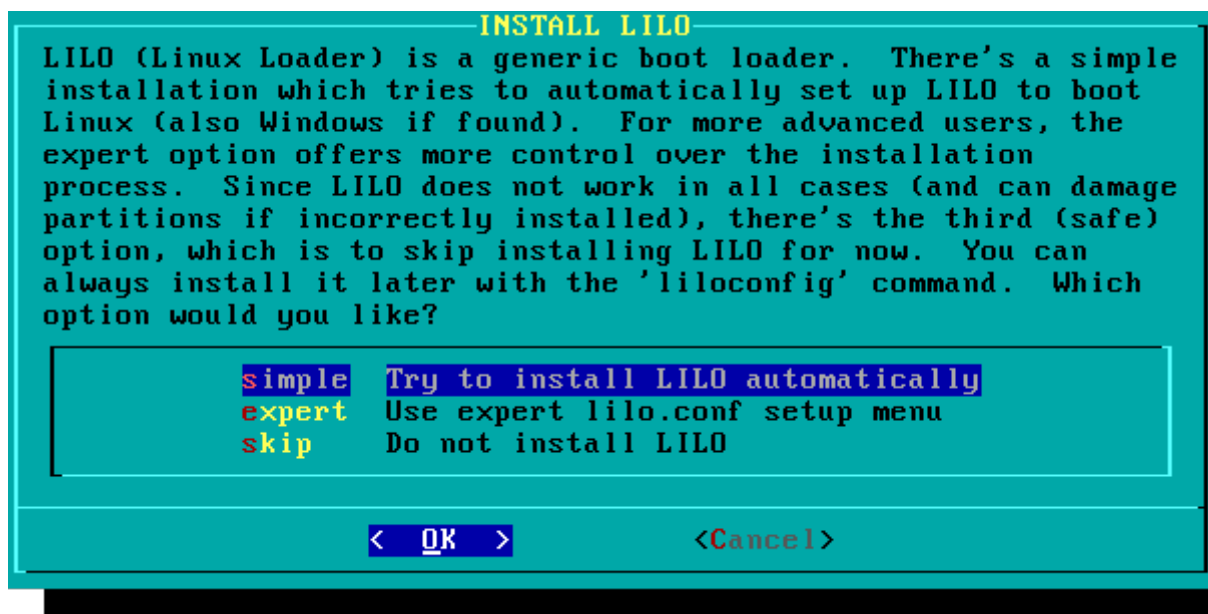 INSTALL LILO
LILO (Linux Loader) is a generic boot loader.  There's a simple
installation which tries to automatically set up LILO to boot
Linux (also Windows if found).  For more advanced users, the
expert option offers more control over the installation
process.  Since LILO does not work in all cases (and can damage
partitions if incorrectly installed), there's the third (safe)
option, which is to skip installing LILO for now.  You can
always install it later with the 'liloconfig' command.  Which
option would you like?
simple  Try to install LILO automatically
expert  Use expert lilo.conf setup menu
skip    Do not install LILO
<  OK  >          <Cancel>